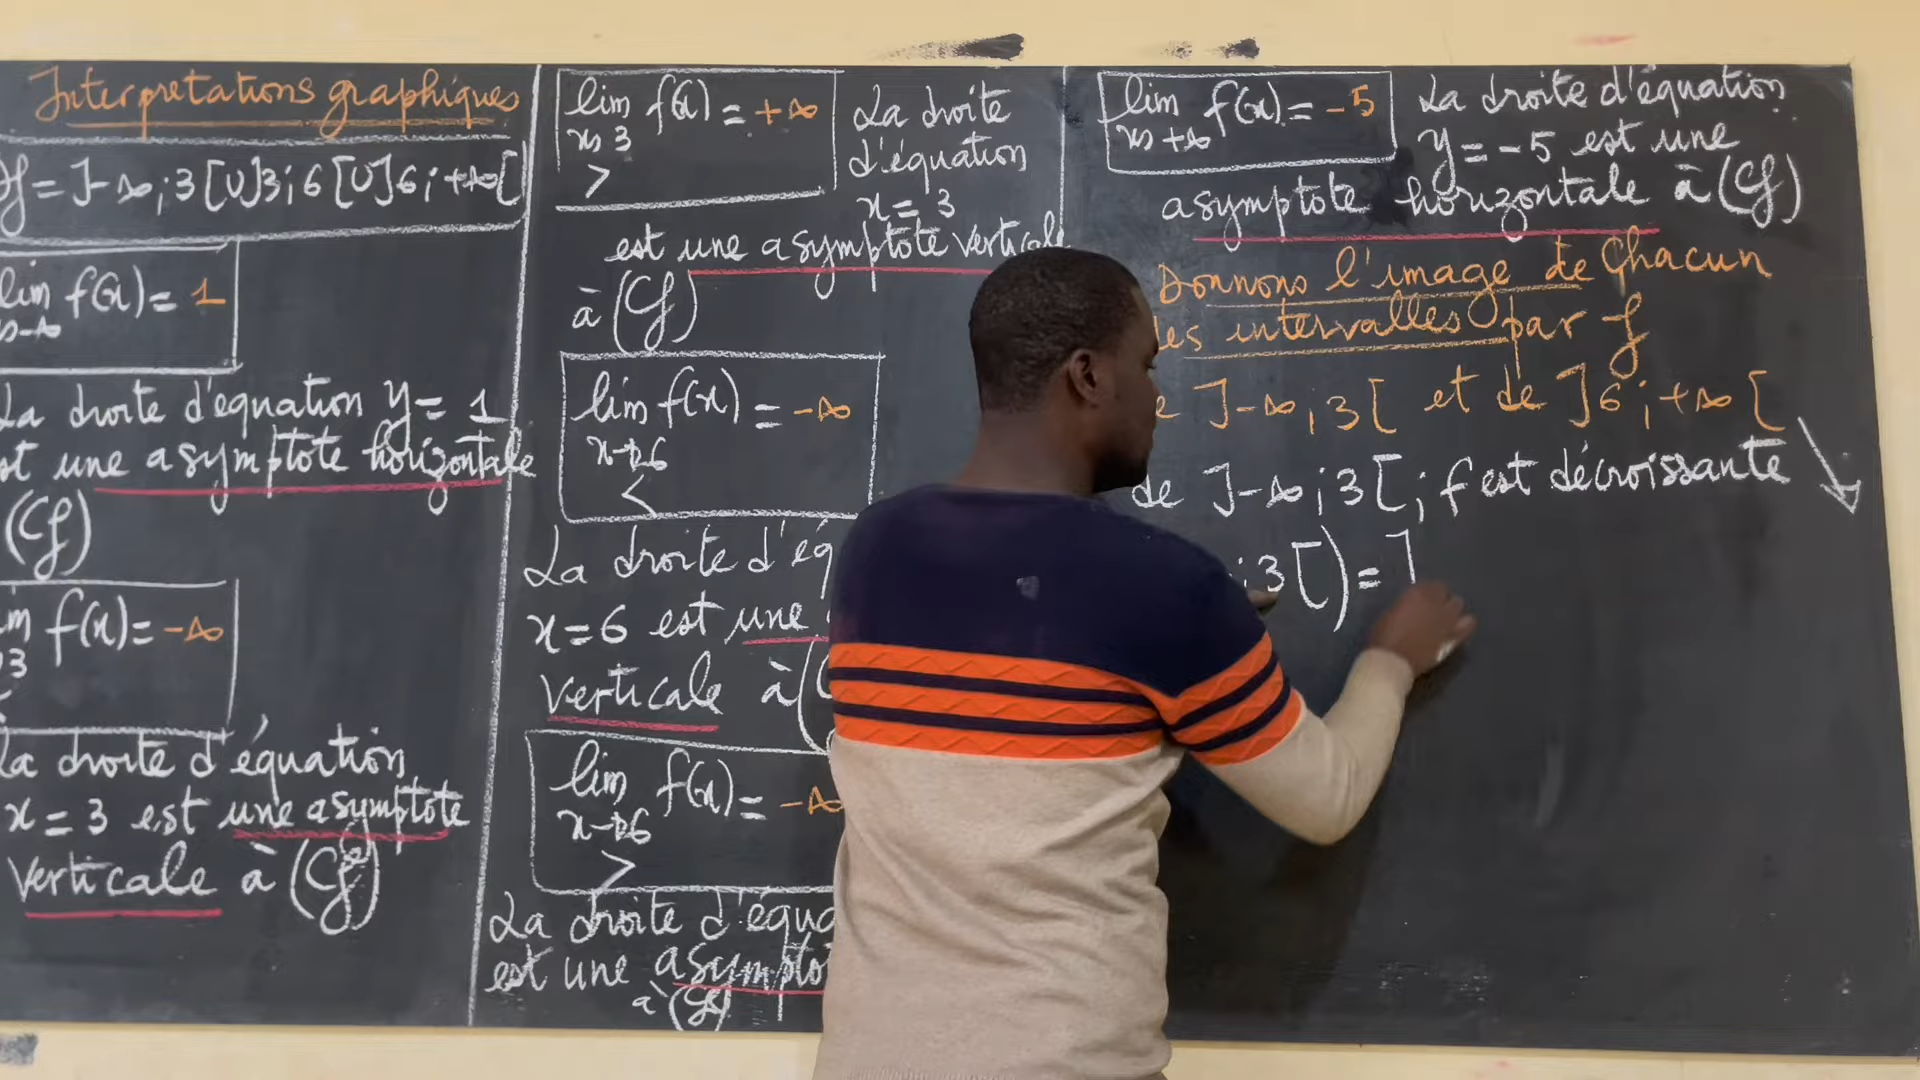 Interpretations graphiques
f = ]-∞ ; 3[ U ]3 ; 6[ U ]6 ; +∞[
lim f(x) = 1
x→-∞
La droite d'équation y = 1
est une asymptote horizontale
(Cf)
lim f(x) = -∞
3
<
La droite d'équation
x = 3 est une asymptote
verticale à (Cf)
lim f(x) = +∞
x→3
>
La droite
d'équation
x = 3
est une asymptote verticale
à (Cf)
lim f(x) = -∞
x→6
<
La droite d'éq
x = 6 est une
verticale à (
lim f(x) = -∞
x→6
>
La droite d'équa
est une asympto
à (Cf)
lim f(x) = -5
x→+∞
La droite d'équation
y = -5 est une
asymptote horizontale à (Cf)
Donnons l'image de chacun
des intervalles par f
de ]-∞ ; 3[ et de ]6 ; +∞[
de ]-∞ ; 3[ ; f est décroissante
; 3[) = ]